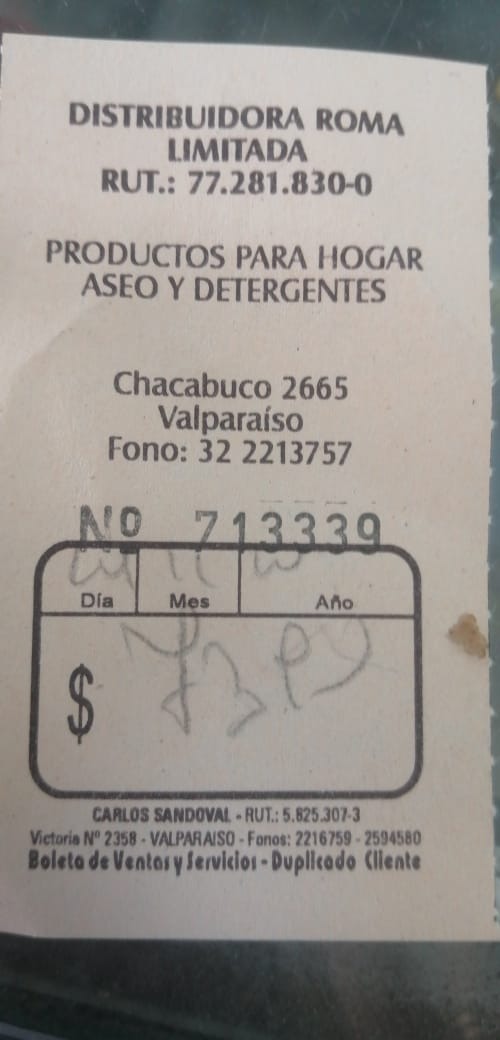 DISTRIBUIDORA ROMA
LIMITADA
RUT.: 77.281.830-0
PRODUCTOS PARA HOGAR
ASEO Y DETERGENTES
Chacabuco 2665
Valparaíso
Fono: 32 2213757
Nº 713339
Día Mes Año
$
CARLOS SANDOVAL - RUT.: 5.825.307-3
Victoria Nº 2358 - VALPARAISO - Fonos: 2216759 - 2594580
Boleta de Ventas y Servicios - Duplicado Cliente